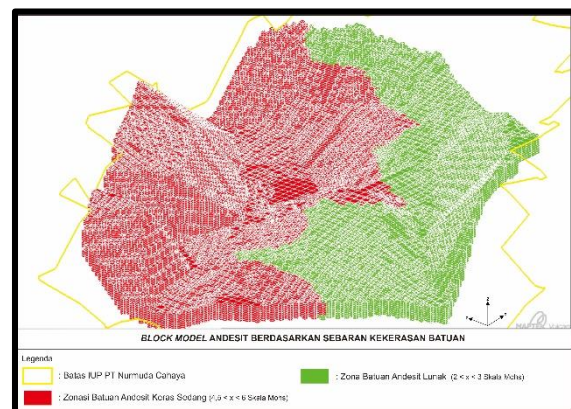 BLOCK MODEL ANDESIT BERDASARKAN SEBARAN KEKERASAN BATUAN
Legenda
: Batas IUP PT Nurmuda Cahaya
: Zona Batuan Andesit Lunak (2 < x < 3 Skala Mohs)
: Zonasi Batuan Andesit Keras Sedang (4,5 < x < 6 Skala Mohs)